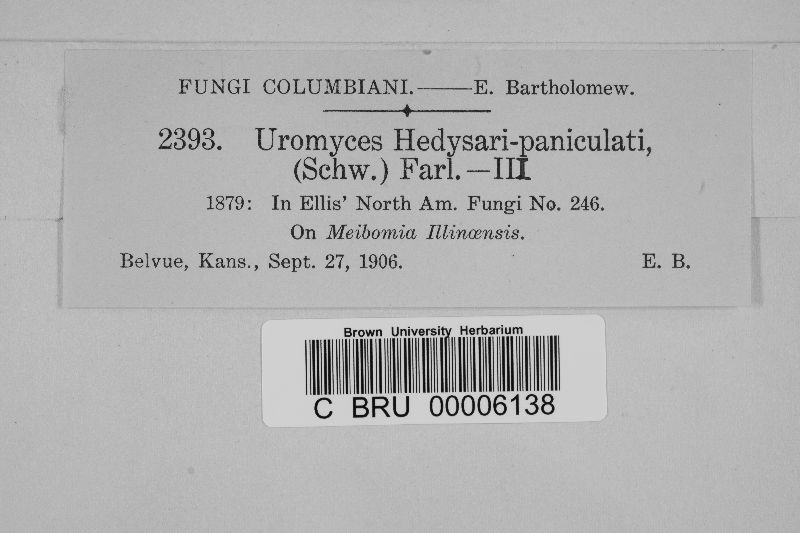 FUNGI COLUMBIANI.——E. Bartholomew.
2393. Uromyces Hedysari-paniculati,
(Schw.) Farl.—III
1879: In Ellis' North Am. Fungi No. 246.
On Meibomia Illinœnsis.
Belvue, Kans., Sept. 27, 1906. E. B.
Brown University Herbarium
C BRU 00006138